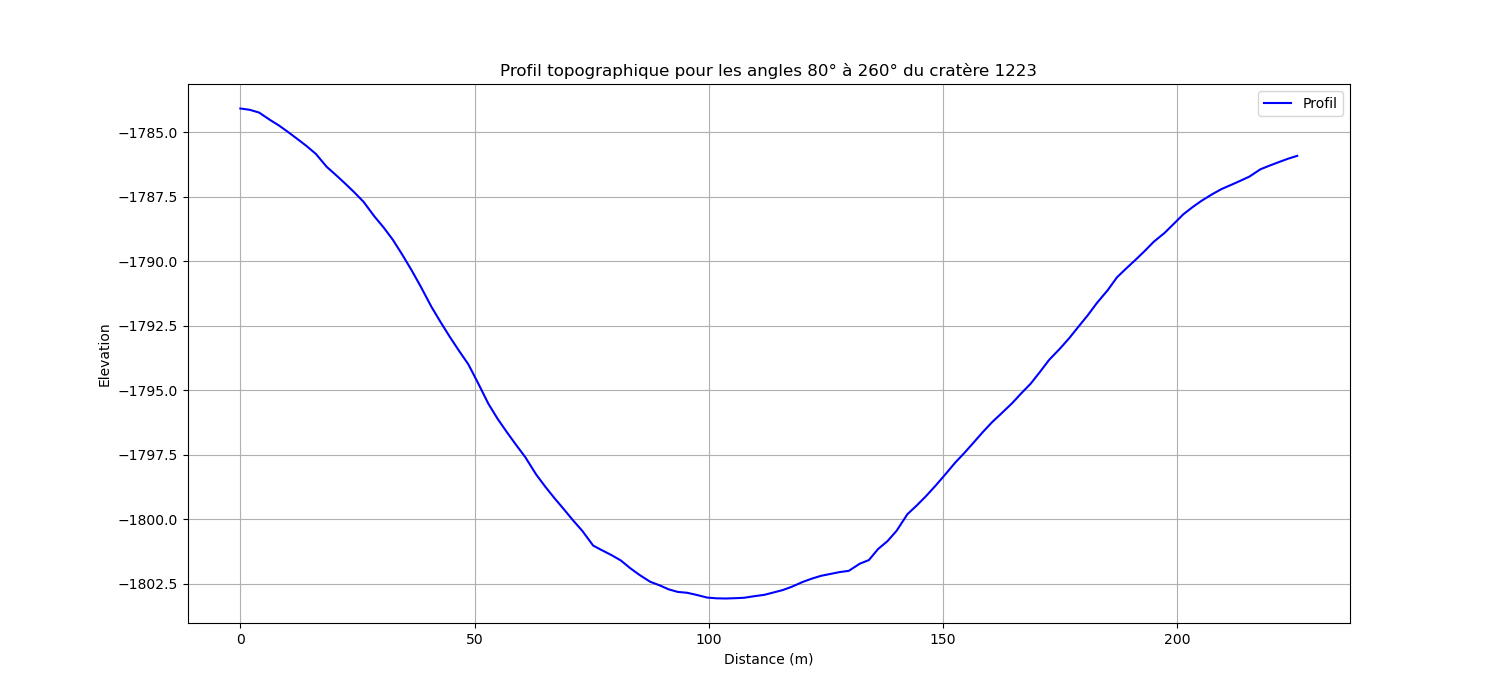 Profil topographique pour les angles 80° à 260° du cratère 1223
Profil
−1785.0
−1787.5
−1790.0
−1792.5
−1795.0
−1797.5
−1800.0
−1802.5
Elevation
0 50 100 150 200
Distance (m)